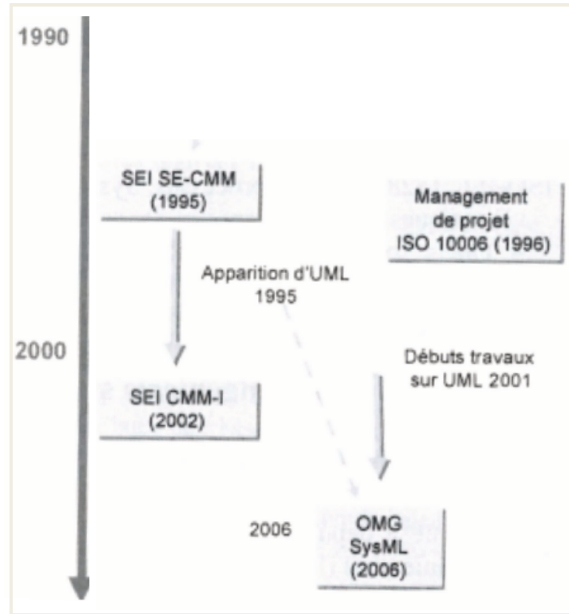 1990
SEI SE-CMM
(1995)
Management
de projet
ISO 10006 (1996)
Apparition d'UML
1995
2000
Débuts travaux
sur UML 2001
SEI CMM-I
(2002)
2006
OMG
SysML
(2006)